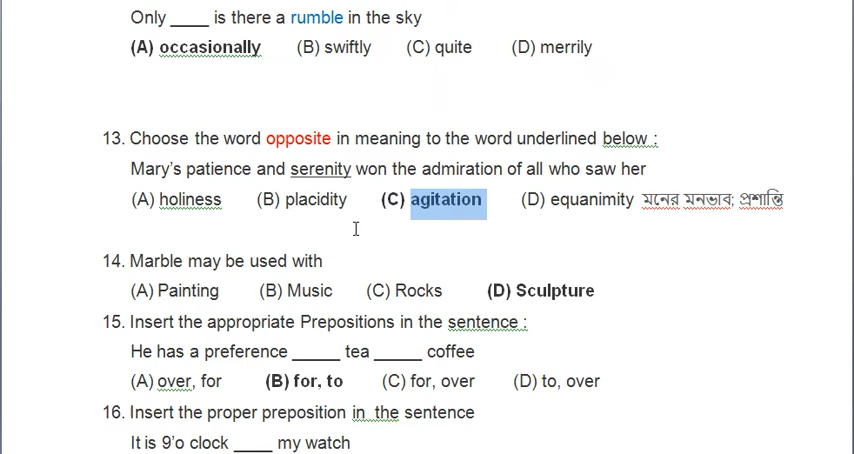 Only ____ is there a rumble in the sky
(A) occasionally (B) swiftly (C) quite (D) merrily
13. Choose the word opposite in meaning to the word underlined below :
Mary's patience and serenity won the admiration of all who saw her
(A) holiness (B) placidity (C) agitation (D) equanimity মনের মনভাব; প্রশান্তি
14. Marble may be used with
(A) Painting (B) Music (C) Rocks (D) Sculpture
15. Insert the appropriate Prepositions in the sentence :
He has a preference _____ tea _____ coffee
(A) over, for (B) for, to (C) for, over (D) to, over
16. Insert the proper preposition in the sentence
It is 9'o clock ____ my watch